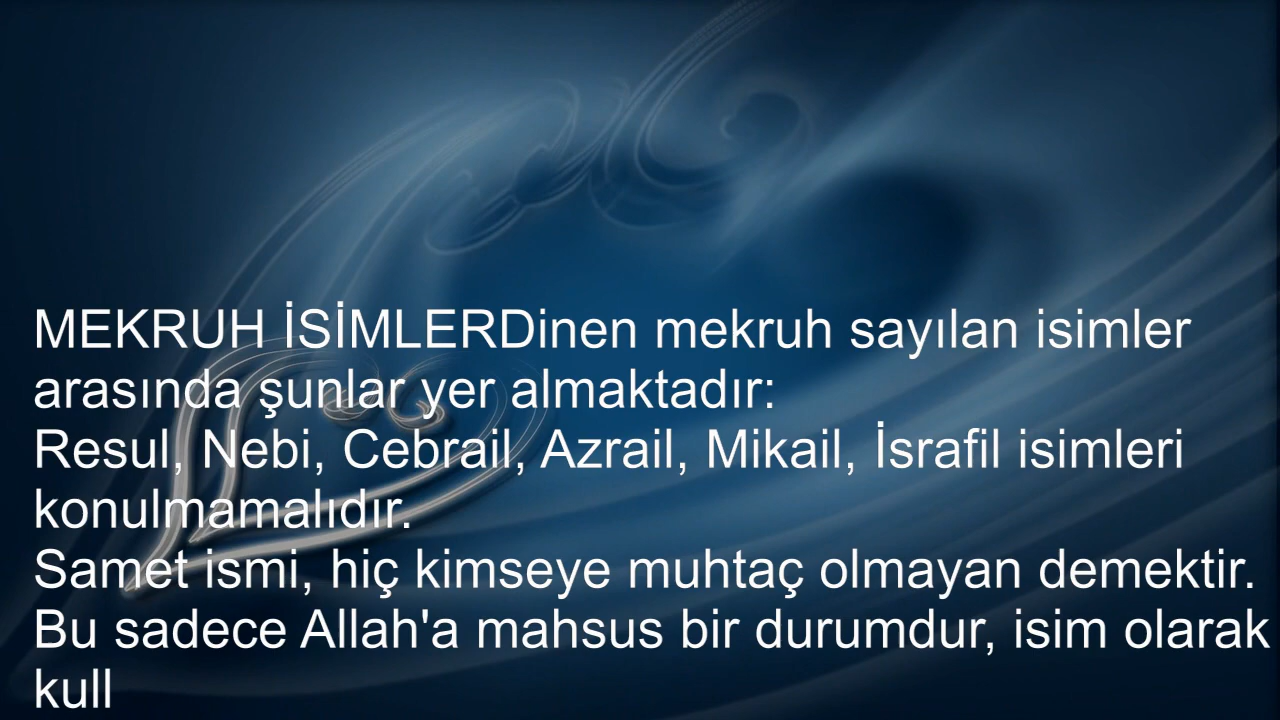 MEKRUH İSİMLERDinen mekruh sayılan isimler
arasında şunlar yer almaktadır:
Resul, Nebi, Cebrail, Azrail, Mikail, İsrafil isimleri
konulmamalıdır.
Samet ismi, hiç kimseye muhtaç olmayan demektir.
Bu sadece Allah'a mahsus bir durumdur, isim olarak
kull